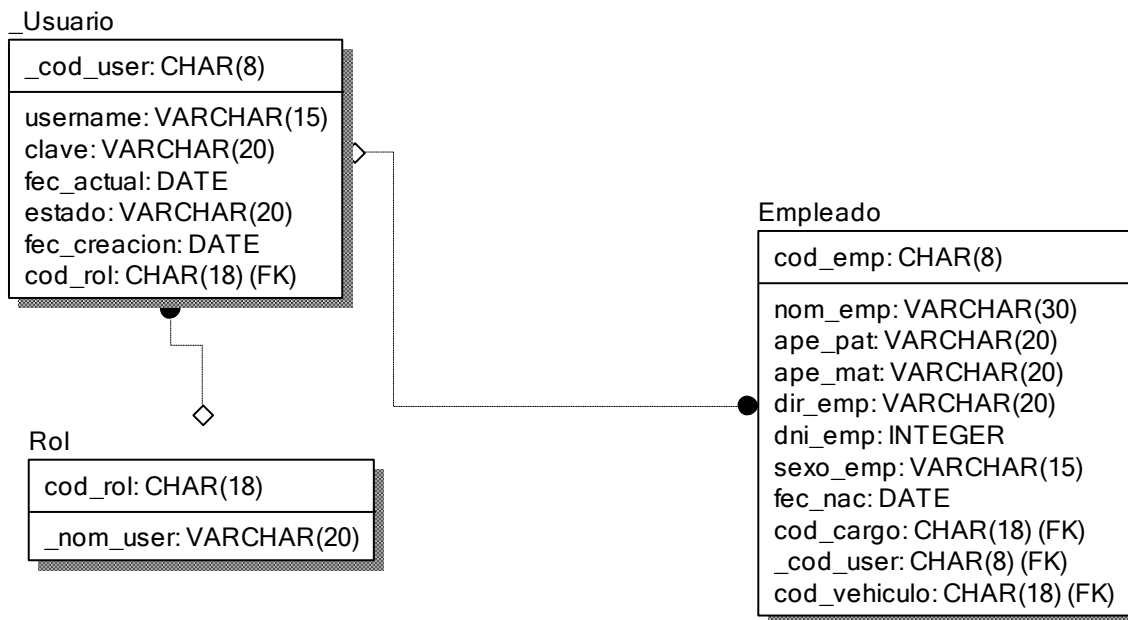 _Usuario
_cod_user: CHAR(8)
username: VARCHAR(15)
clave: VARCHAR(20)
fec_actual: DATE
estado: VARCHAR(20)
fec_creacion: DATE
cod_rol: CHAR(18) (FK)
Rol
cod_rol: CHAR(18)
_nom_user: VARCHAR(20)
Empleado
cod_emp: CHAR(8)
nom_emp: VARCHAR(30)
ape_pat: VARCHAR(20)
ape_mat: VARCHAR(20)
dir_emp: VARCHAR(20)
dni_emp: INTEGER
sexo_emp: VARCHAR(15)
fec_nac: DATE
cod_cargo: CHAR(18) (FK)
_cod_user: CHAR(8) (FK)
cod_vehiculo: CHAR(18) (FK)